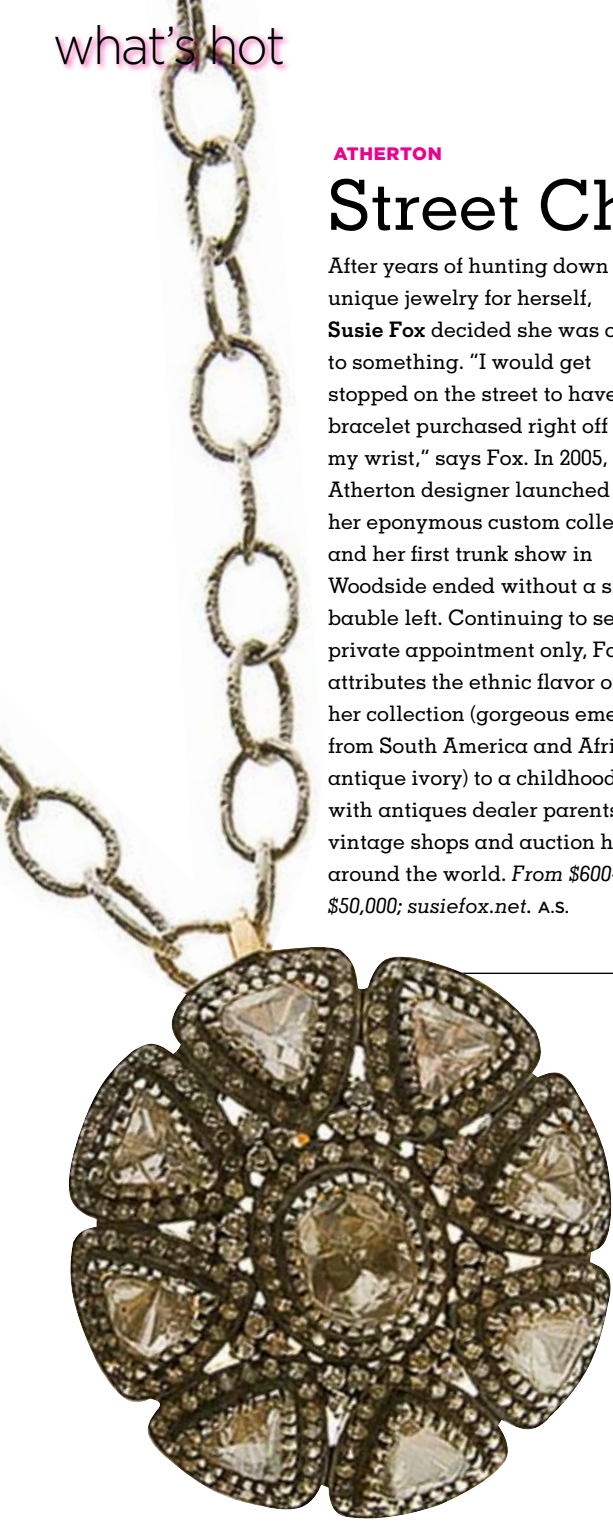 what's hot
ATHERTON
Street Ch
After years of hunting down
unique jewelry for herself,
Susie Fox decided she was o
to something. “I would get
stopped on the street to have
bracelet purchased right off
my wrist,” says Fox. In 2005,
Atherton designer launched
her eponymous custom colle
and her first trunk show in
Woodside ended without a s
bauble left. Continuing to se
private appointment only, Fo
attributes the ethnic flavor o
her collection (gorgeous eme
from South America and Afri
antique ivory) to a childhood
with antiques dealer parents
vintage shops and auction h
around the world. From $600-
$50,000; susiefox.net. A.S.